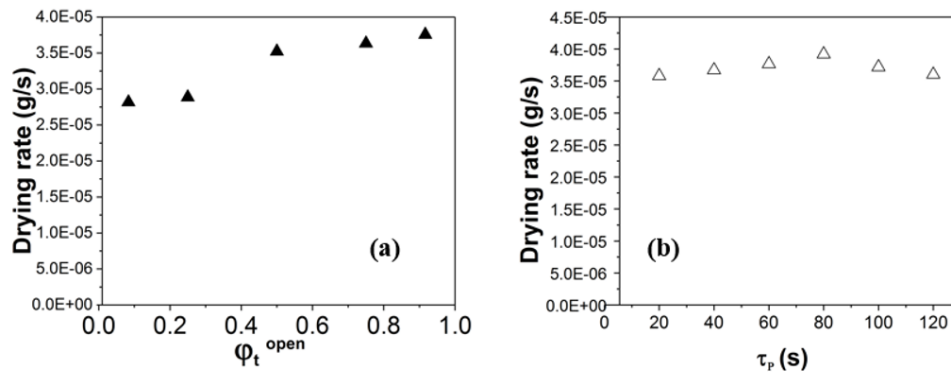 Drying rate (g/s)
4.0E-05
3.5E-05
3.0E-05
2.5E-05
2.0E-05
1.5E-05
1.0E-05
5.0E-06
0.0E+00
(a)
0.0 0.2 0.4 0.6 0.8 1.0
φt open
Drying rate (g/s)
4.5E-05
4.0E-05
3.5E-05
3.0E-05
2.5E-05
2.0E-05
1.5E-05
1.0E-05
5.0E-06
0.0E+00
(b)
0 20 40 60 80 100 120
τP (s)